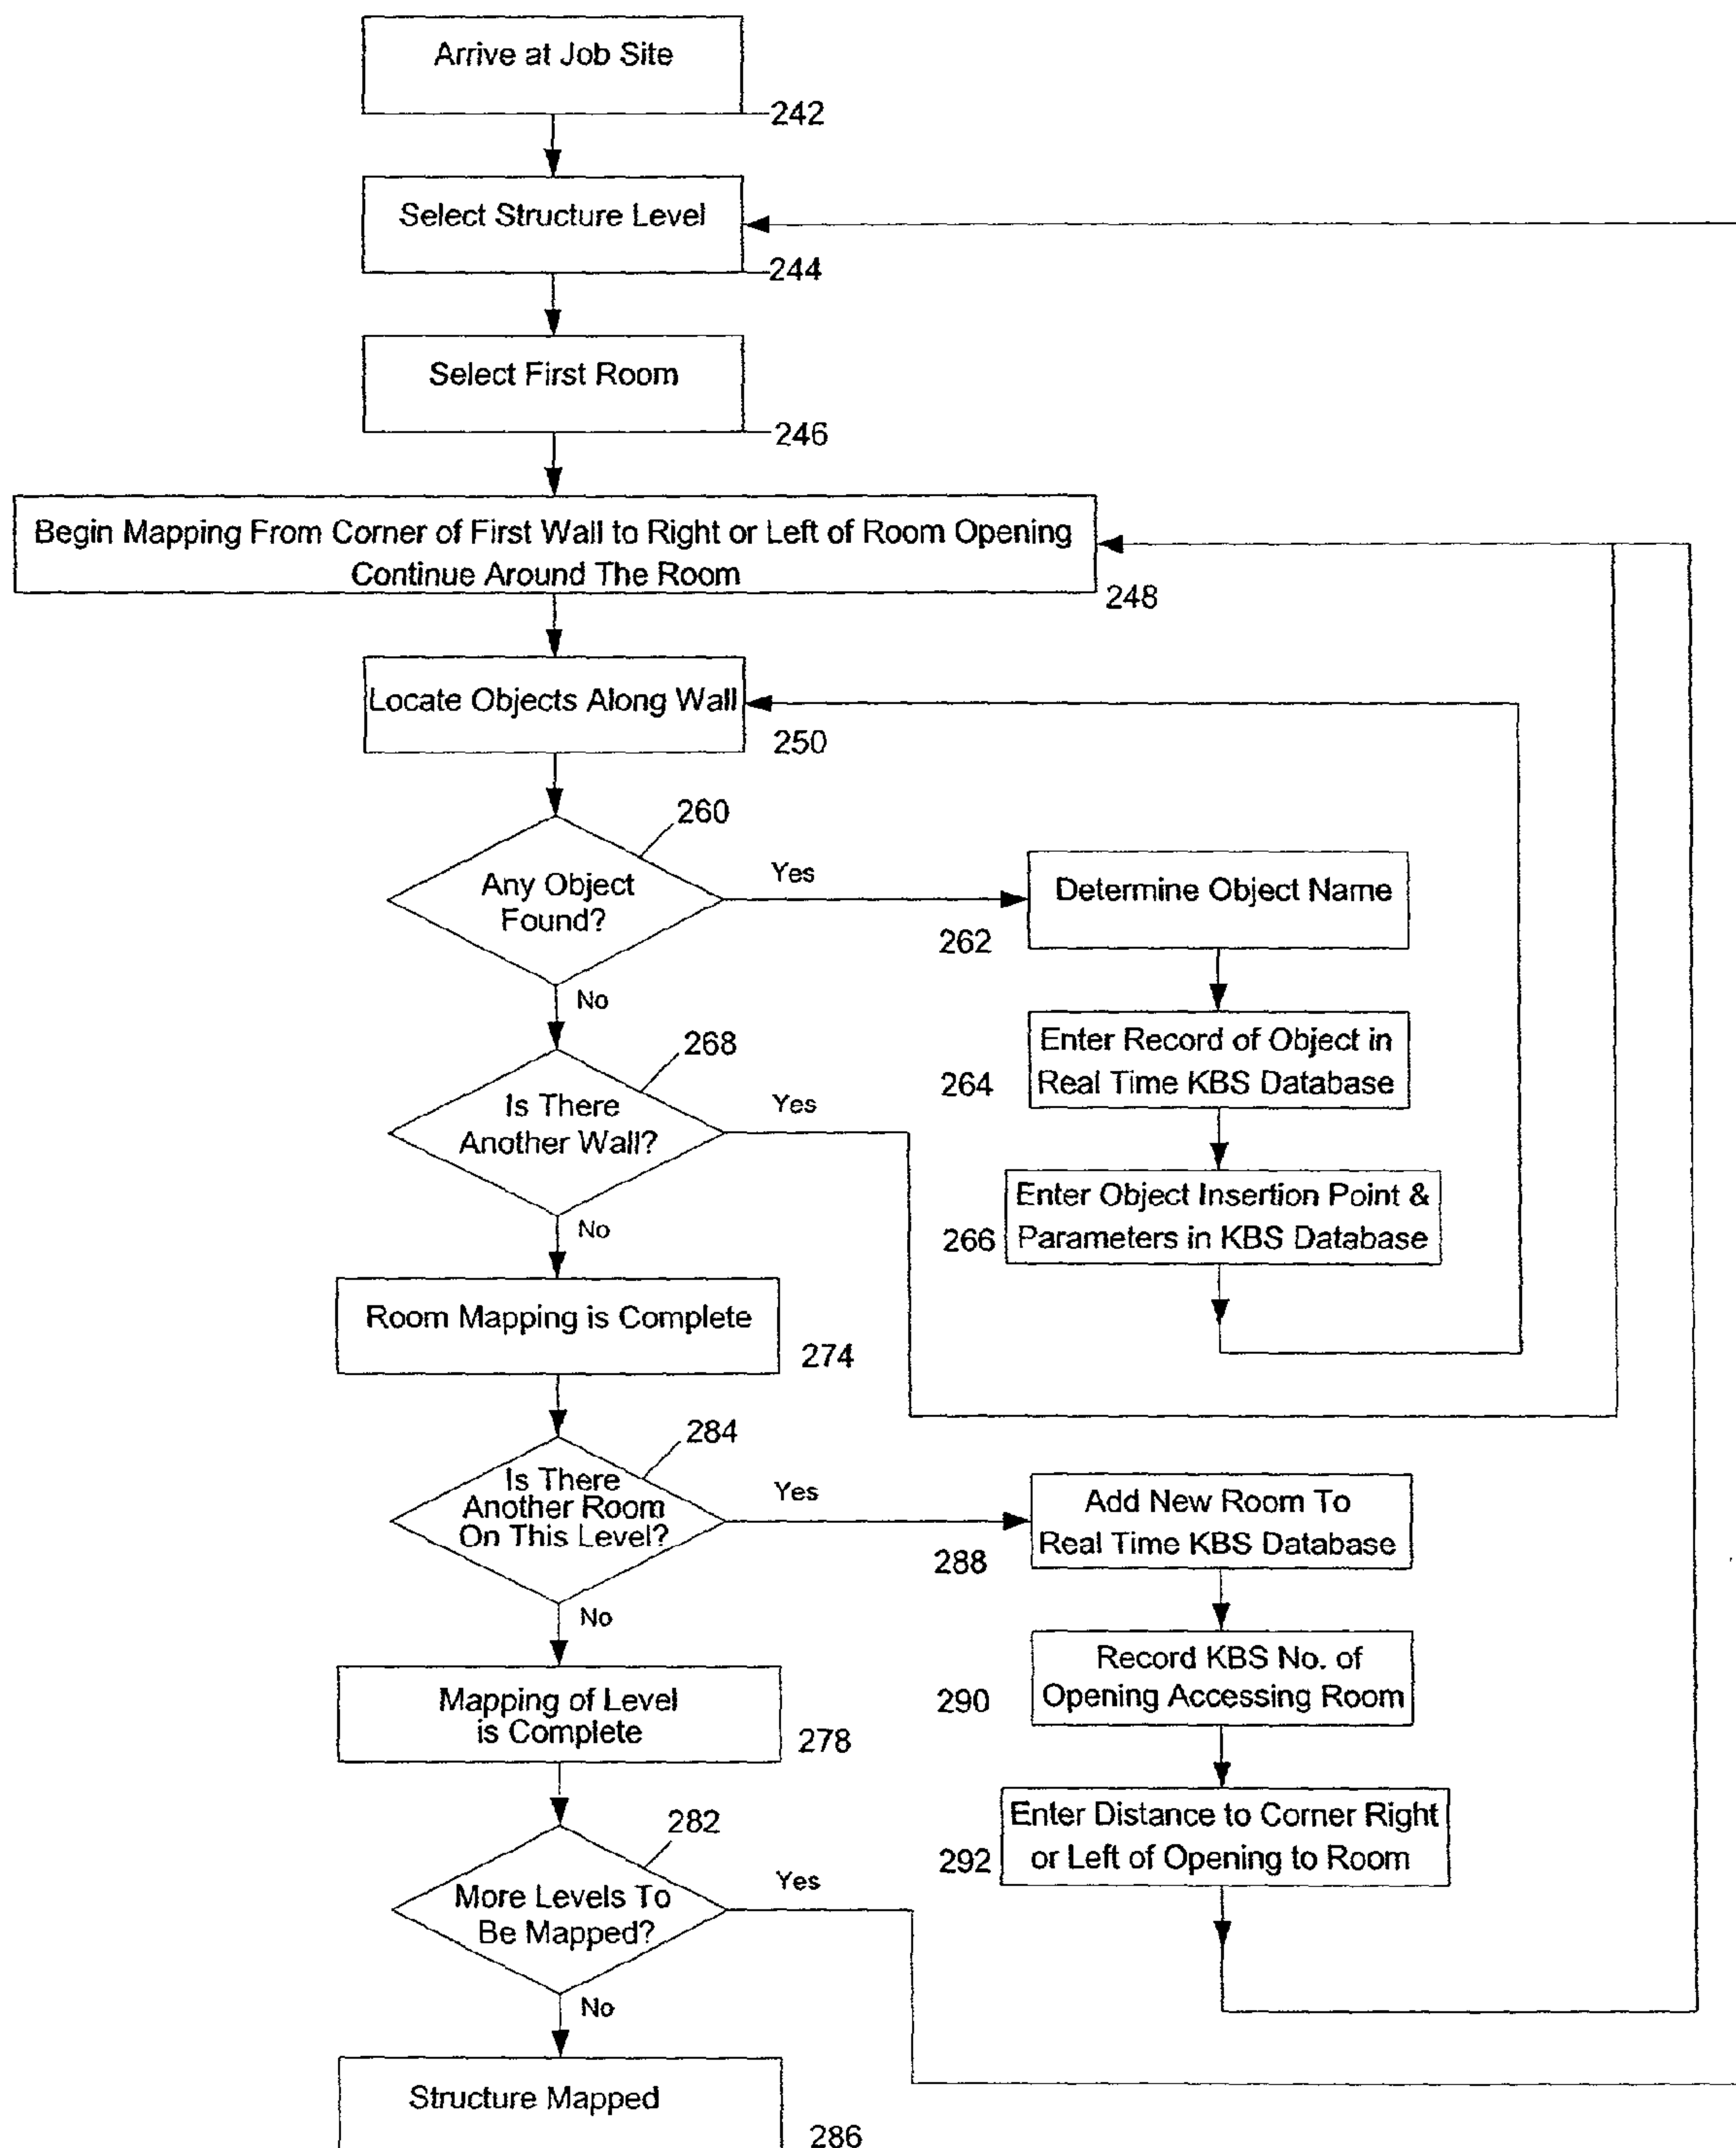 Arrive at Job Site
242
Select Structure Level
244
Select First Room
246
Begin Mapping From Corner of First Wall to Right or Left of Room Opening
Continue Around The Room
248
Locate Objects Along Wall
250
260
Any Object
Found?
Yes
No
Determine Object Name
262
Enter Record of Object in
Real Time KBS Database
264
Enter Object Insertion Point &
Parameters in KBS Database
266
268
Is There
Another Wall?
Yes
No
Room Mapping is Complete
274
284
Is There
Another Room
On This Level?
Yes
No
Add New Room To
Real Time KBS Database
288
Record KBS No. of
Opening Accessing Room
290
Enter Distance to Corner Right
or Left of Opening to Room
292
Mapping of Level
is Complete
278
282
More Levels To
Be Mapped?
Yes
No
Structure Mapped
286